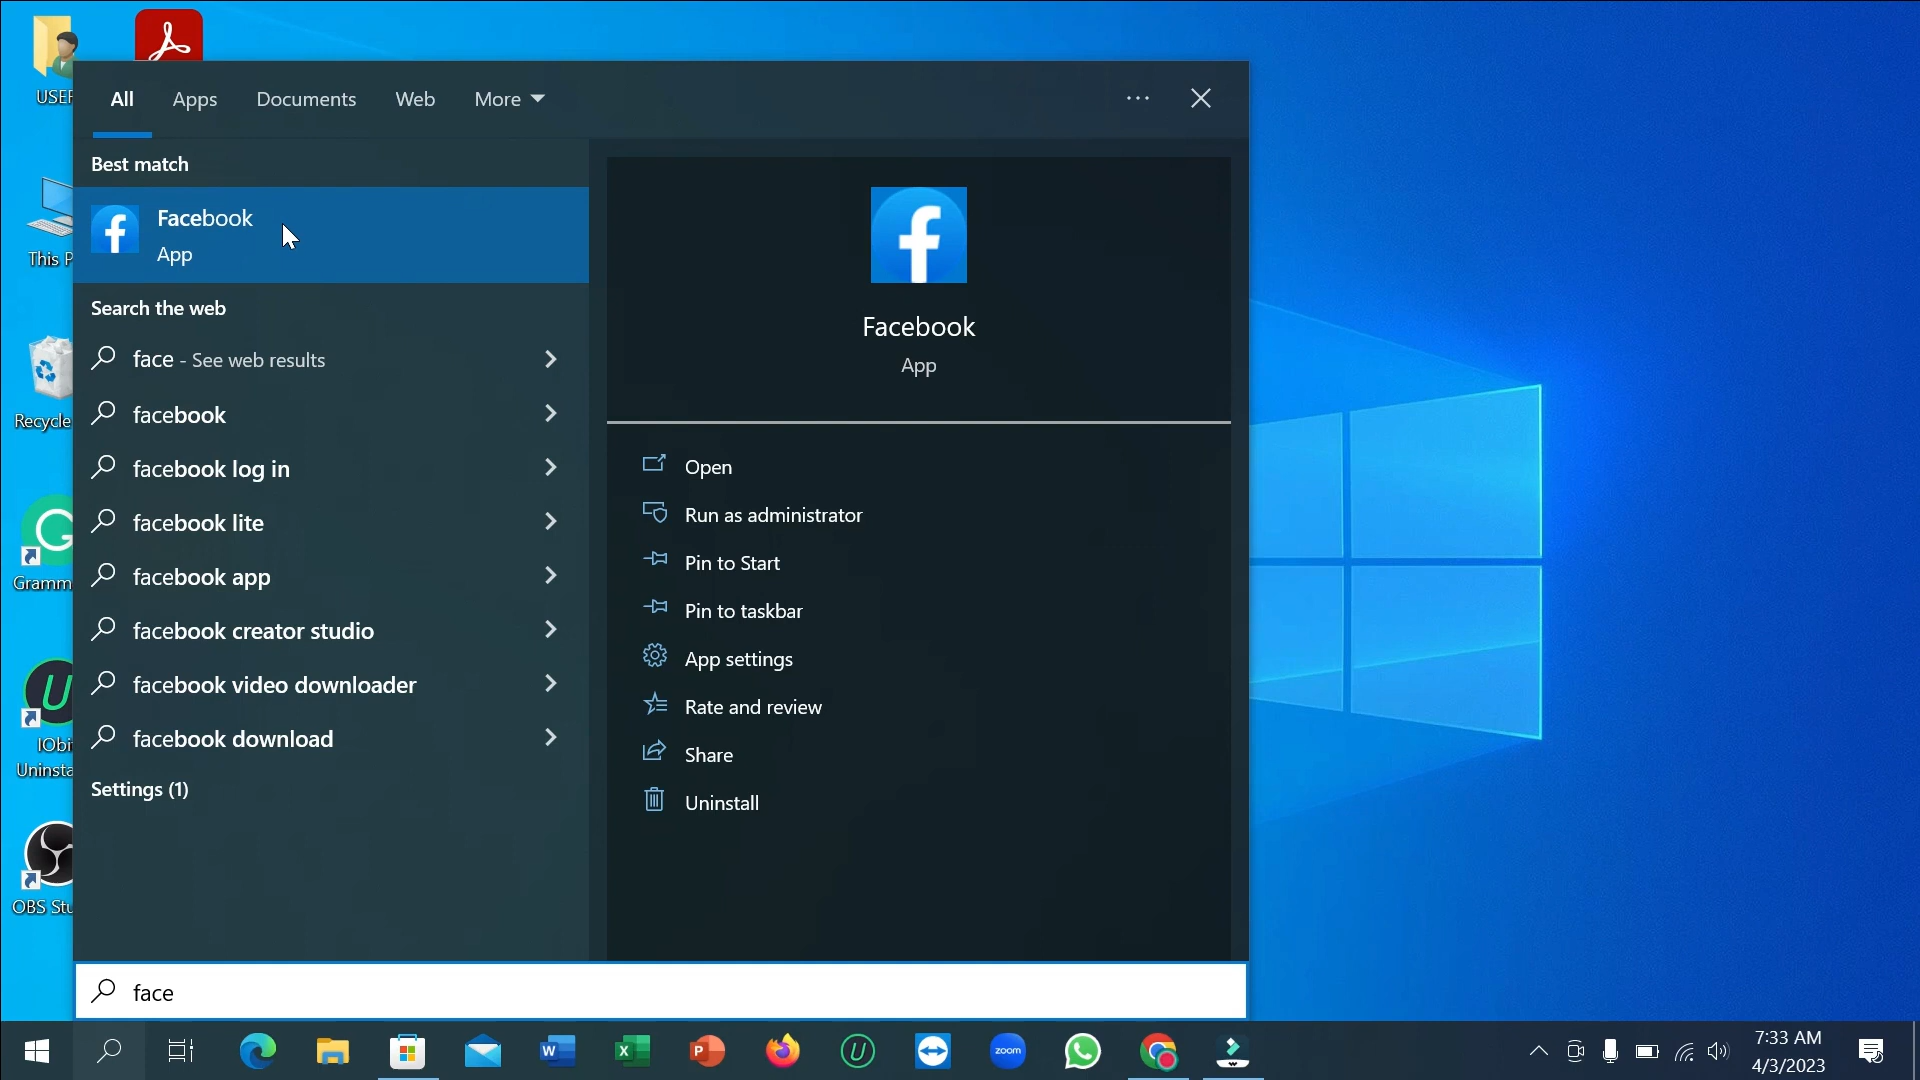 USER
All
Apps
Documents
Web
More
Best match
Facebook
App
Search the web
face - See web results
facebook
facebook log in
facebook lite
facebook app
facebook creator studio
facebook video downloader
facebook download
Settings (1)
Facebook
App
Open
Run as administrator
Pin to Start
Pin to taskbar
App settings
Rate and review
Share
Uninstall
This P
Recycle
Gramm
IObi
Uninsta
OBS Stu
face
W
X
P
zoom
7:33 AM
4/3/2023